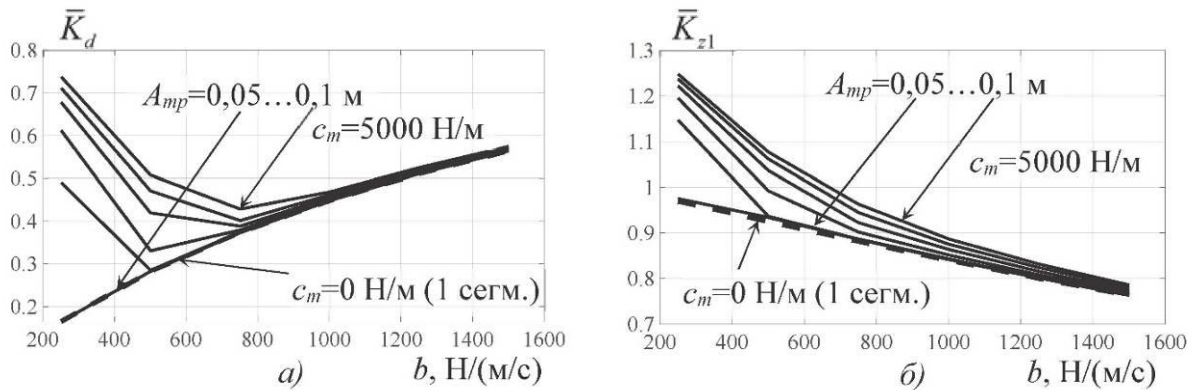 K̅d
0.8
0.7
0.6
0.5
0.4
0.3
0.2
200 400 600 800 1000 1200 1400 1600
Amp=0,05...0,1 м
cm=5000 Н/м
cm=0 Н/м (1 сегм.)
а) b, Н/(м/с)
K̅z1
1.3
1.2
1.1
1
0.9
0.8
0.7
200 400 600 800 1000 1200 1400 1600
Amp=0,05...0,1 м
cm=5000 Н/м
cm=0 Н/м (1 сегм.)
б) b, Н/(м/с)